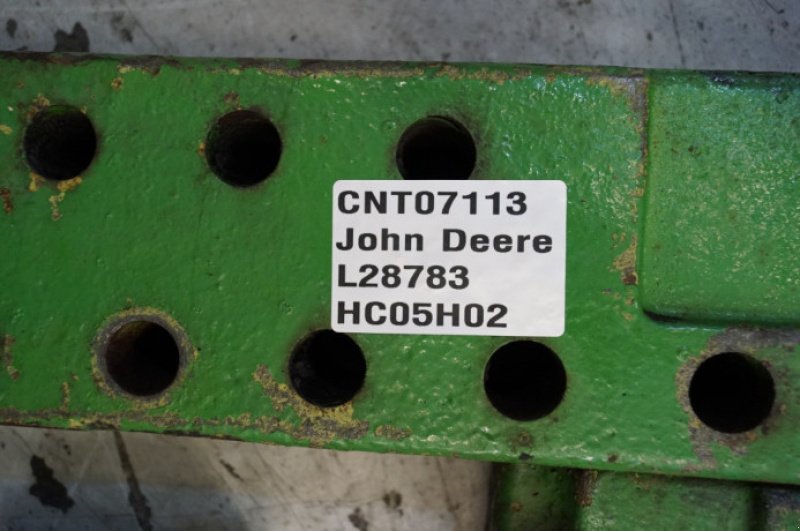 CNT07113
John Deere
L28783
HC05H02